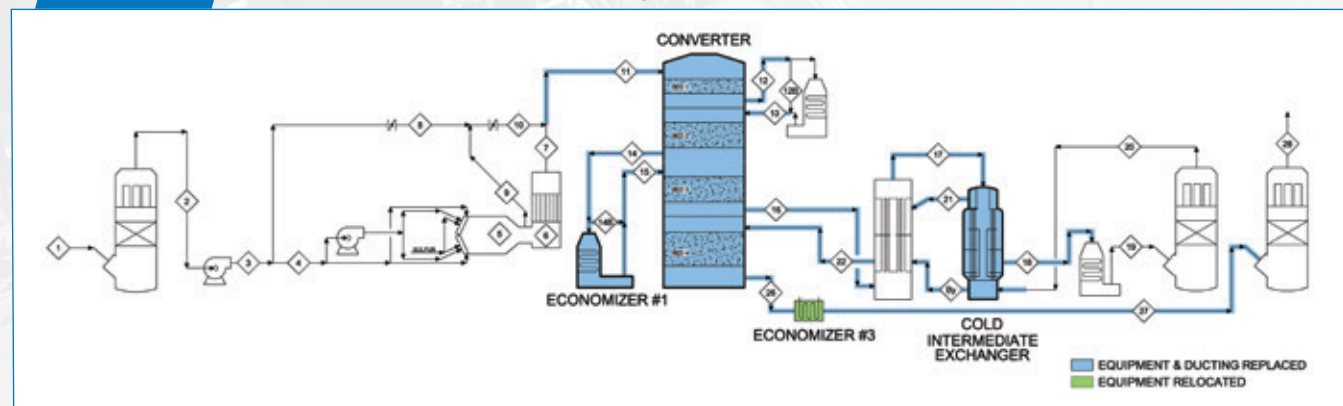 CONVERTER
11
12
12B
13
8
10
7
14
15
2
9
20
28
17
21
SULFUR
5
6
14B
16
1
3
4
22
18
19
ECONOMIZER #1
26
27
ECONOMIZER #3
COLD
INTERMEDIATE
EXCHANGER
EQUIPMENT & DUCTING REPLACED
EQUIPMENT RELOCATED